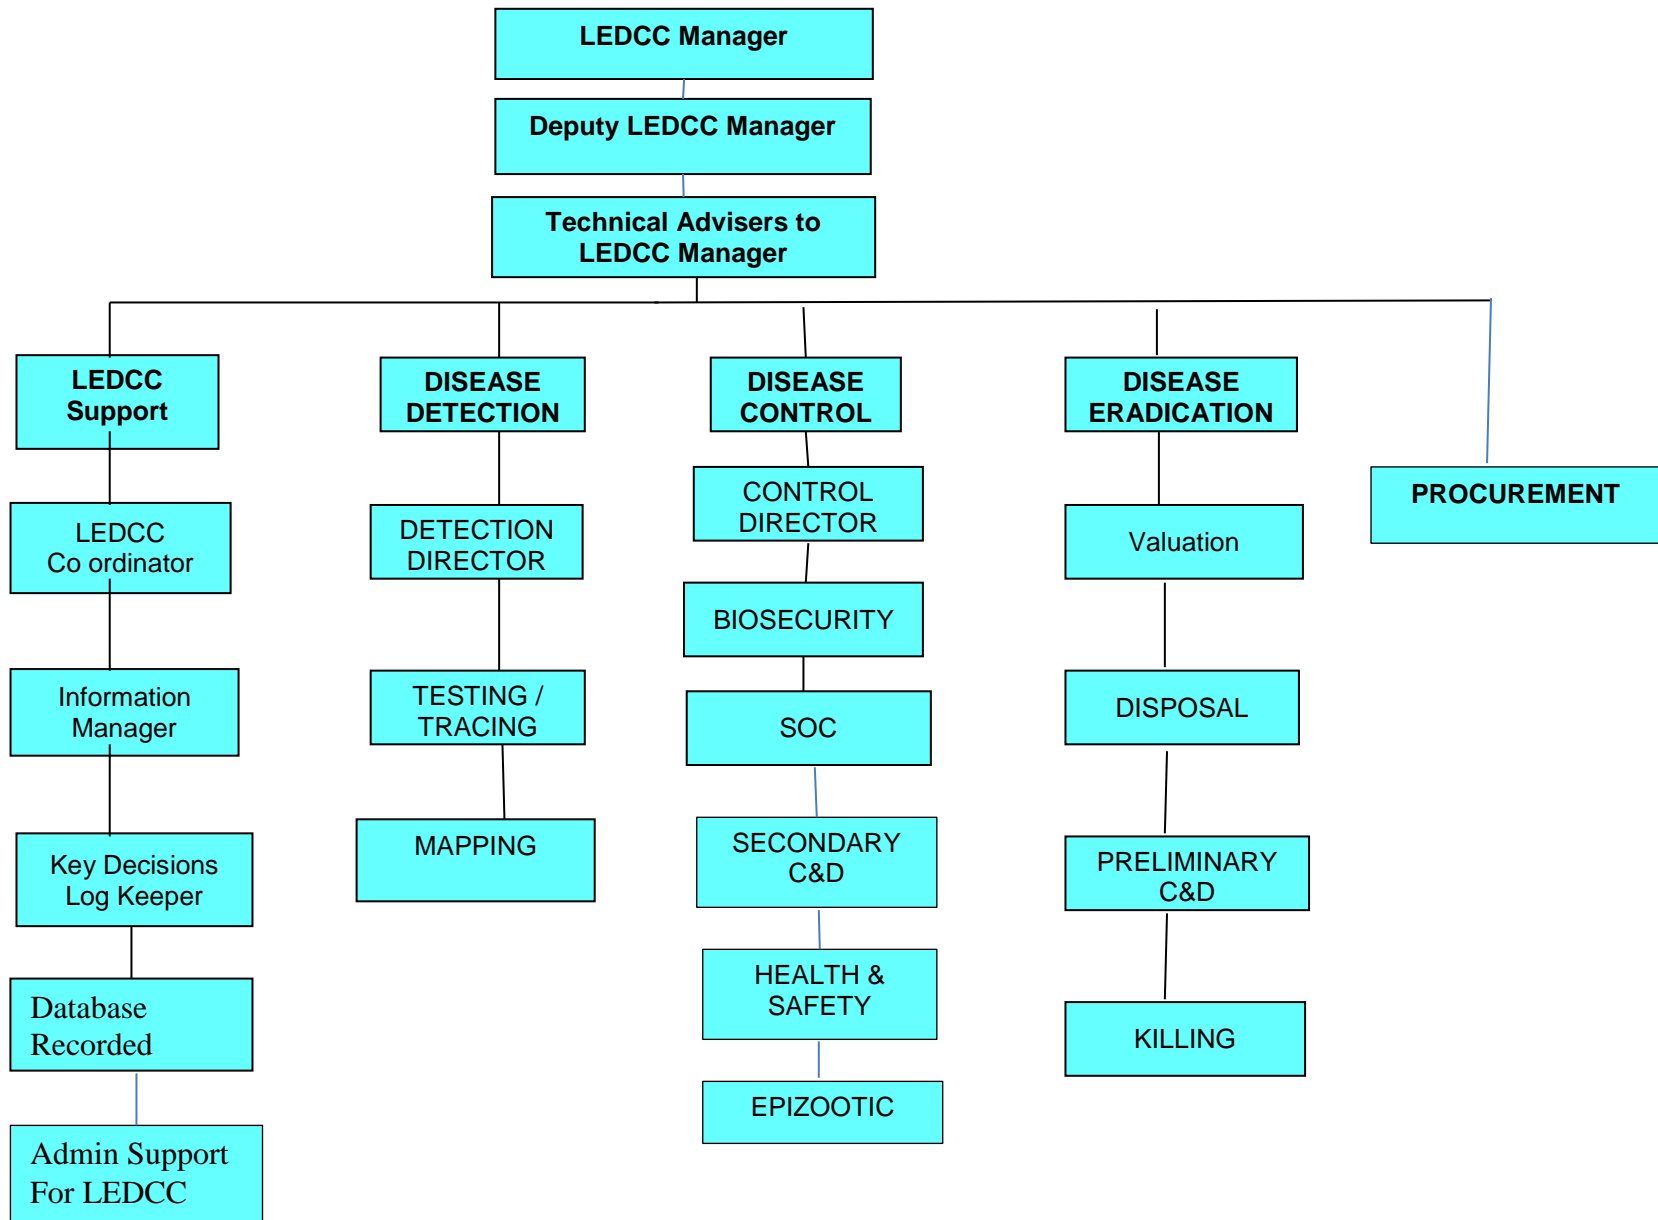 LEDCC Manager
Deputy LEDCC Manager
Technical Advisers to
LEDCC Manager
LEDCC
Support
LEDCC
Co ordinator
Information
Manager
Key Decisions
Log Keeper
Database
Recorded
Admin Support
For LEDCC
DISEASE
DETECTION
DETECTION
DIRECTOR
TESTING /
TRACING
MAPPING
DISEASE
CONTROL
CONTROL
DIRECTOR
BIOSECURITY
SOC
SECONDARY
C&D
HEALTH &
SAFETY
EPIZOOTIC
DISEASE
ERADICATION
Valuation
DISPOSAL
PRELIMINARY
C&D
KILLING
PROCUREMENT